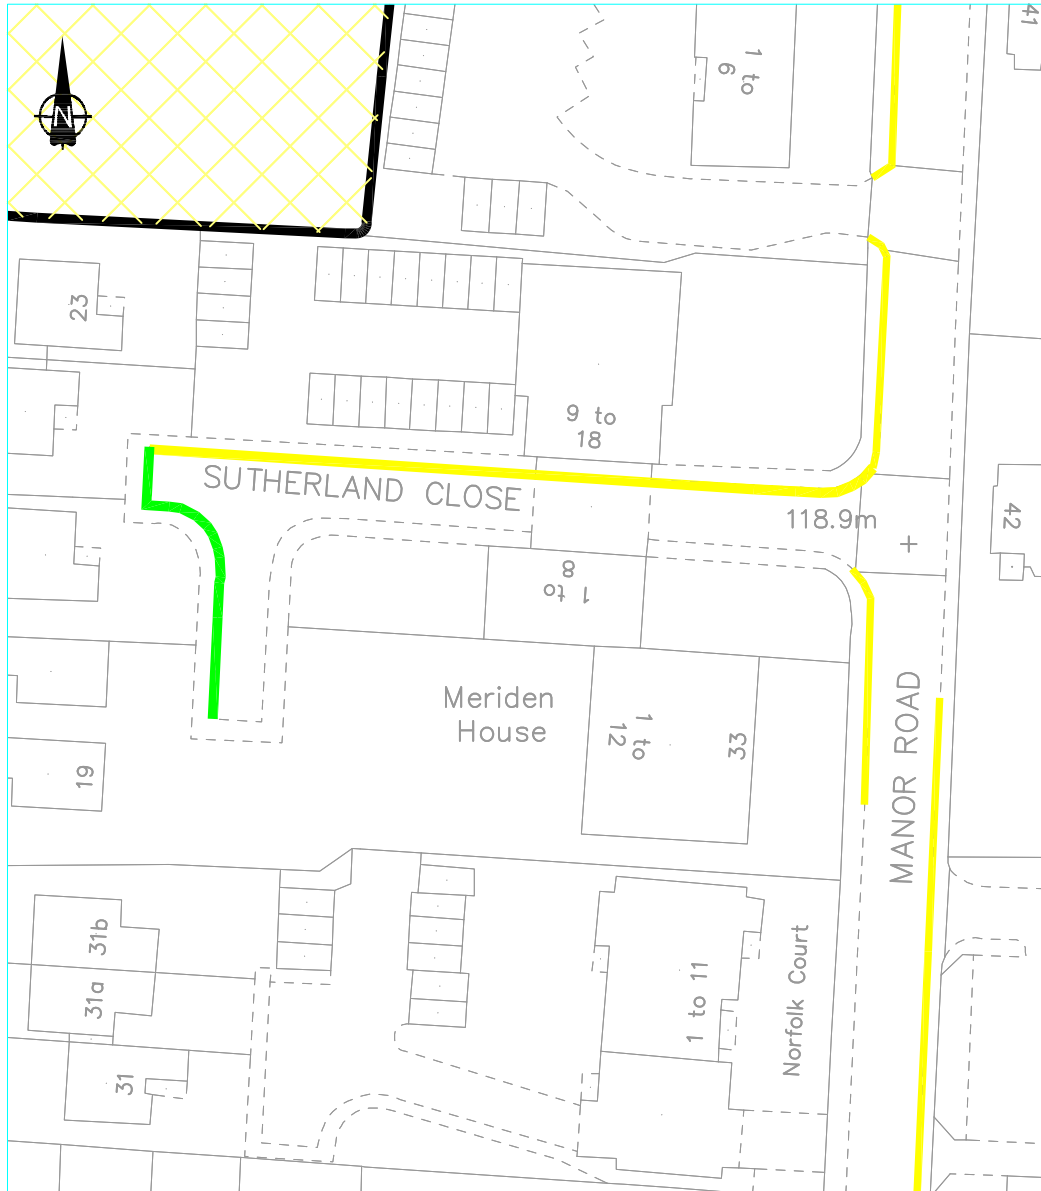 41
1 to
6
N
23
9 to
18
SUTHERLAND CLOSE
118.9m
42
1 to
8
Meriden
House
1 to
12
33
MANOR ROAD
19
31b
31a
31
1 to 11
Norfolk Court